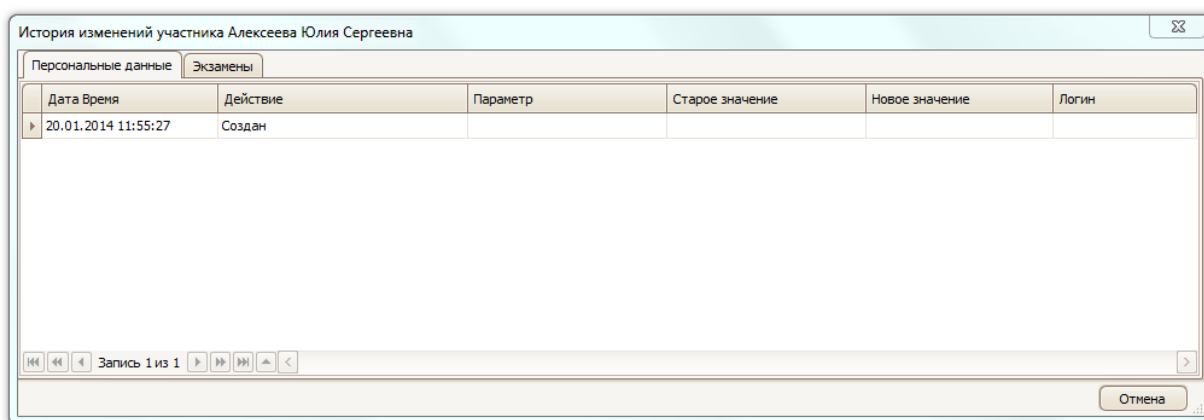 История изменений участника Алексеева Юлия Сергеевна
Персональные данные Экзамены
Дата Время Действие Параметр Старое значение Новое значение Логин
20.01.2014 11:55:27 Создан
Запись 1 из 1
Отмена